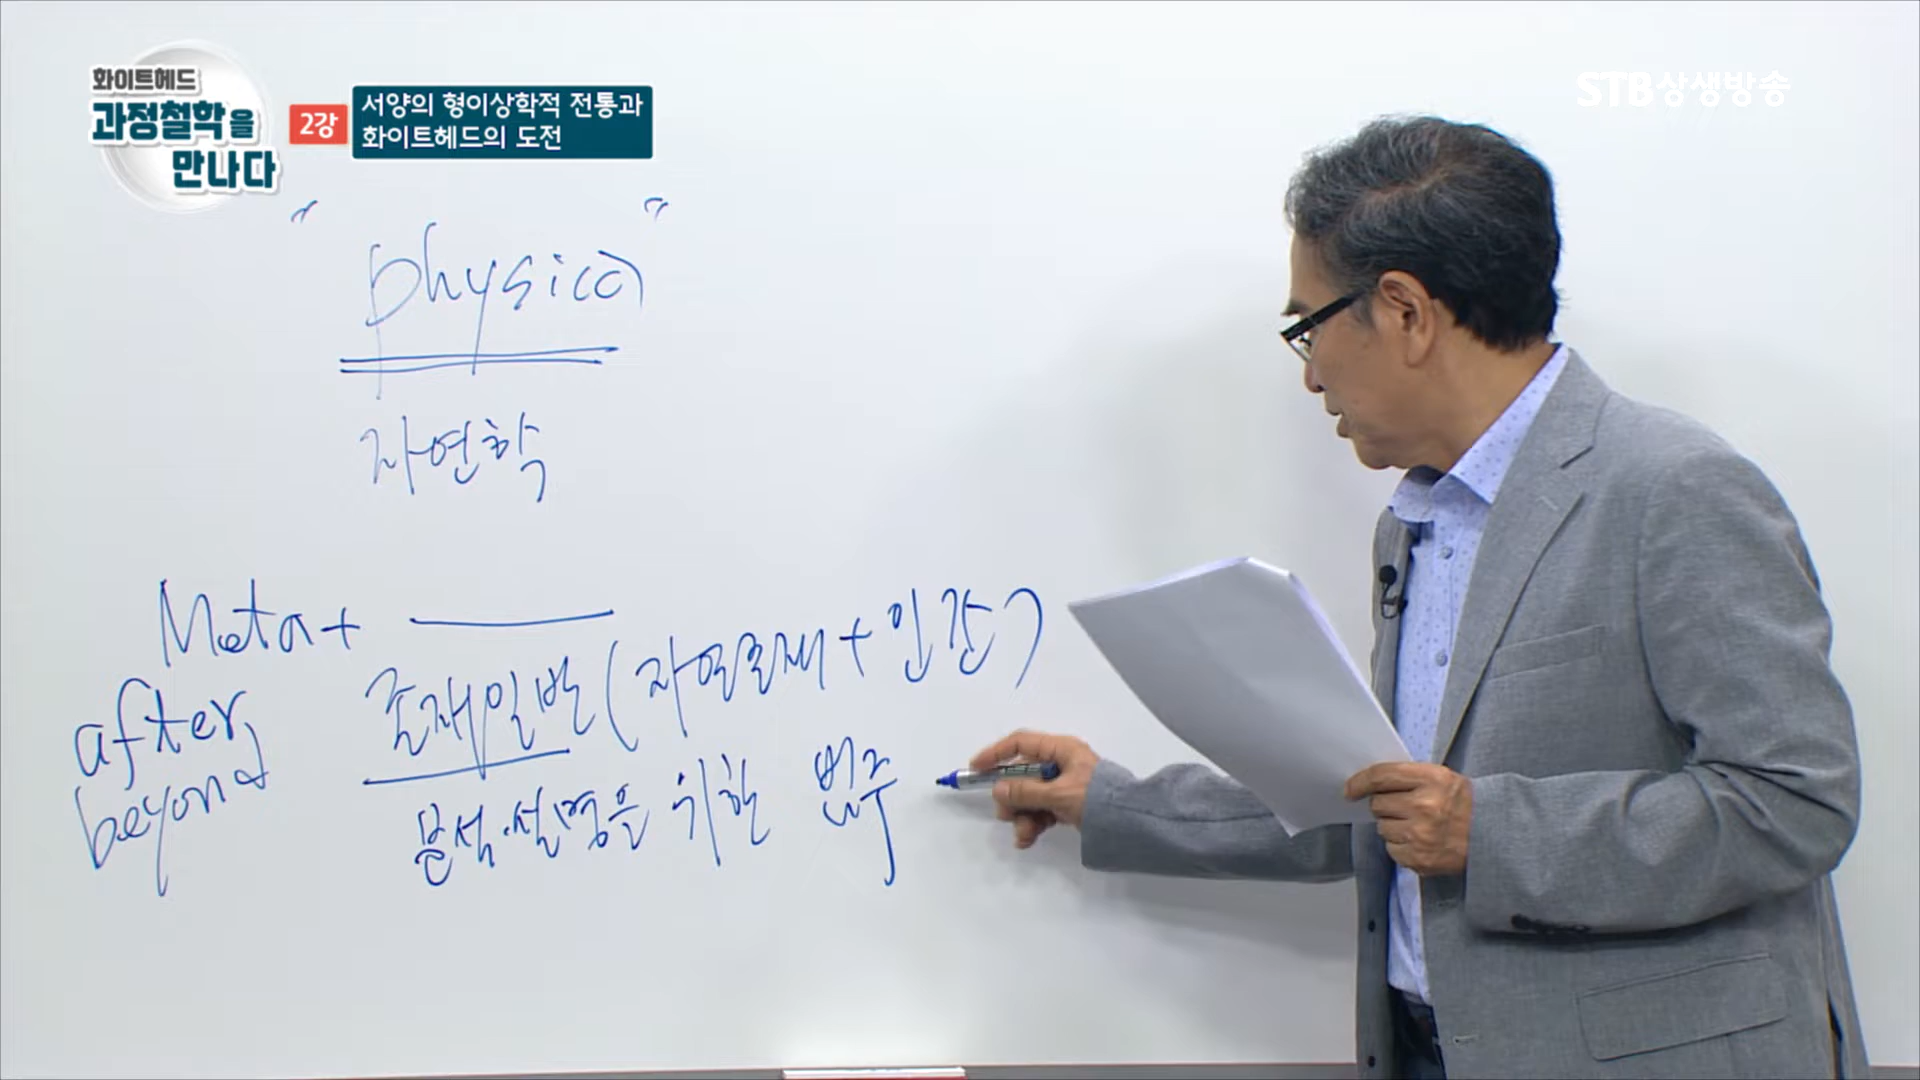 화이트헤드
과정철학을
만나다
2강
서양의 형이상학적 전통과
화이트헤드의 도전
STB상생방송
" physica "
자연학
Meta +
after,
beyond
존재일반 (자연존재 + 인간)
분석·설명을 위한 범주